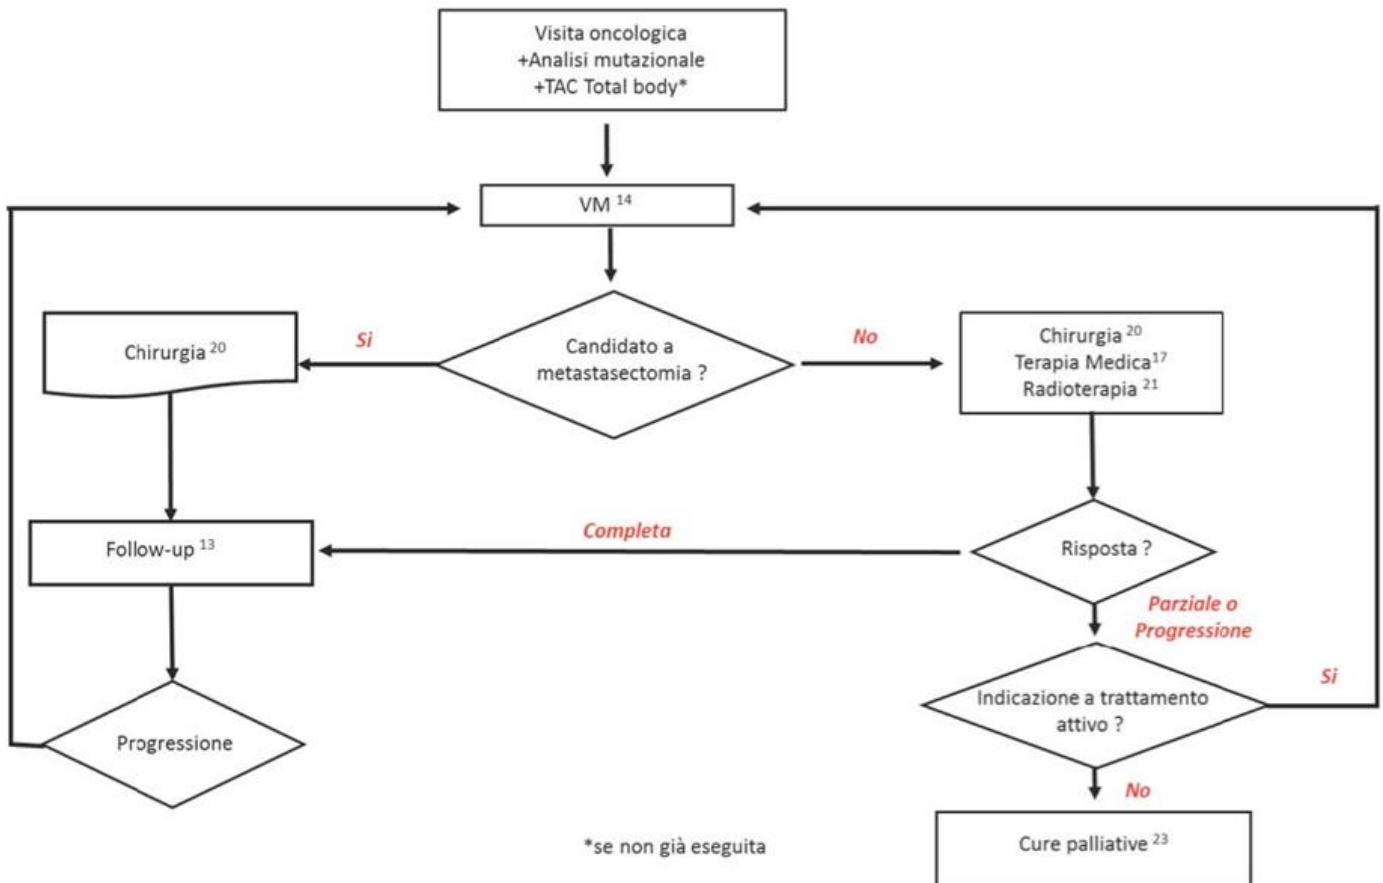 Visita oncologica
+Analisi mutazionale
+TAC Total body*
VM 14
Candidato a
metastasectomia ?
Si
No
Chirurgia 20
Chirurgia 20
Terapia Medica17
Radioterapia 21
Follow-up 13
Completa
Risposta ?
Parziale o
Progressione
Indicazione a trattamento
attivo ?
Si
Progressione
No
*se non già eseguita
Cure palliative 23